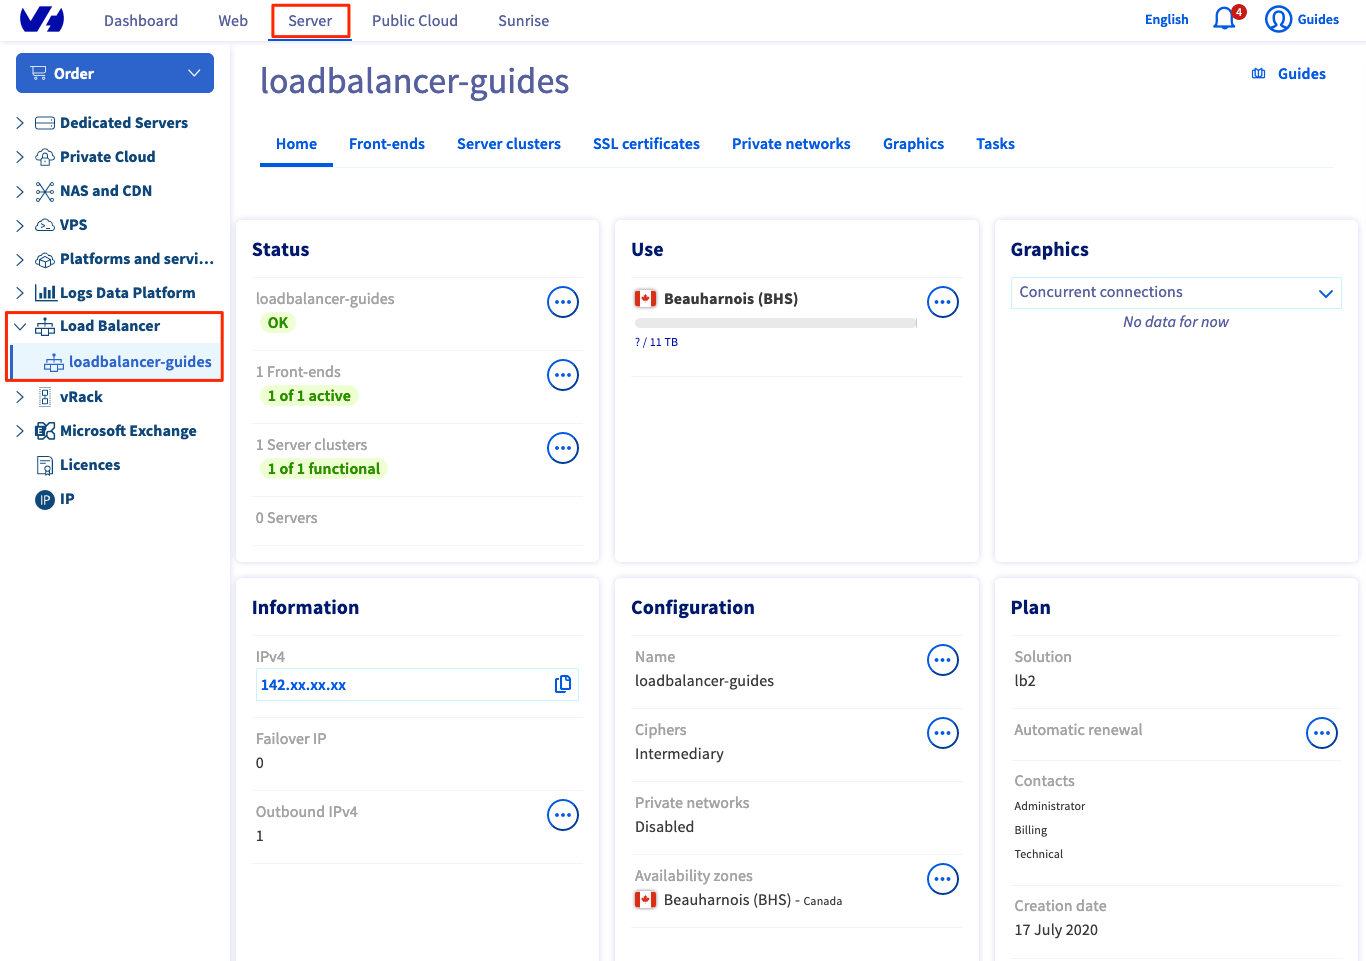 Dashboard Web Server Public Cloud Sunrise English 4 Guides
Order
Dedicated Servers
Private Cloud
NAS and CDN
VPS
Platforms and servi...
Logs Data Platform
Load Balancer
loadbalancer-guides
vRack
Microsoft Exchange
Licences
IP IP
loadbalancer-guides
Guides
Home Front-ends Server clusters SSL certificates Private networks Graphics Tasks
Status
loadbalancer-guides
OK
1 Front-ends
1 of 1 active
1 Server clusters
1 of 1 functional
0 Servers
Use
Beauharnois (BHS)
? / 11 TB
Graphics
Concurrent connections
No data for now
Information
IPv4
142.xx.xx.xx
Failover IP
0
Outbound IPv4
1
Configuration
Name
loadbalancer-guides
Ciphers
Intermediary
Private networks
Disabled
Availability zones
Beauharnois (BHS) - Canada
Plan
Solution
lb2
Automatic renewal
Contacts
Administrator
Billing
Technical
Creation date
17 July 2020